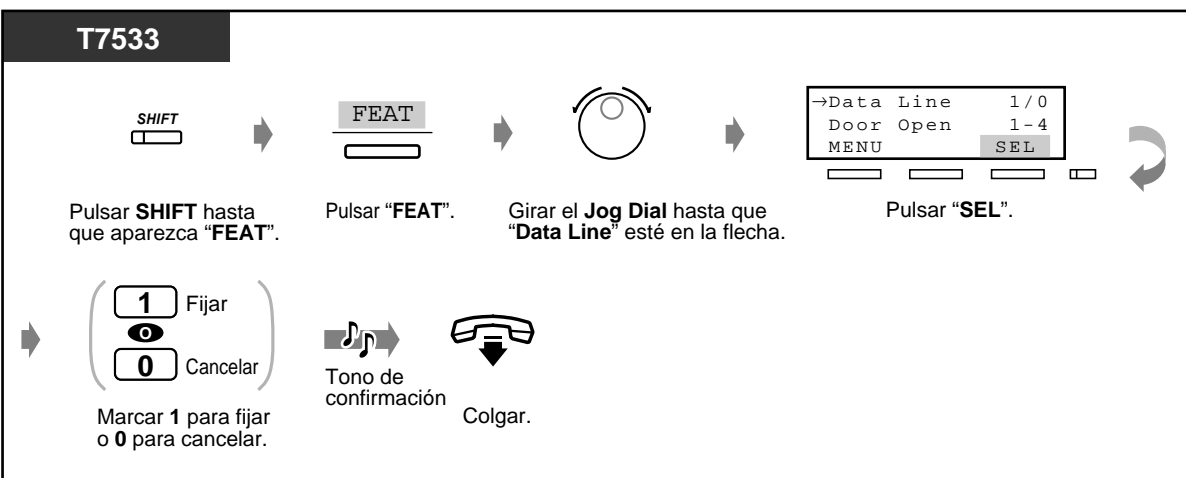 T7533
SHIFT
FEAT
→Data Line 1/0
Door Open 1-4
MENU SEL
Pulsar SHIFT hasta
que aparezca “FEAT”.
Pulsar “FEAT”.
Girar el Jog Dial hasta que
“Data Line” esté en la flecha.
Pulsar “SEL”.
1 Fijar
O
0 Cancelar
Marcar 1 para fijar
o 0 para cancelar.
Tono de
confirmación
Colgar.